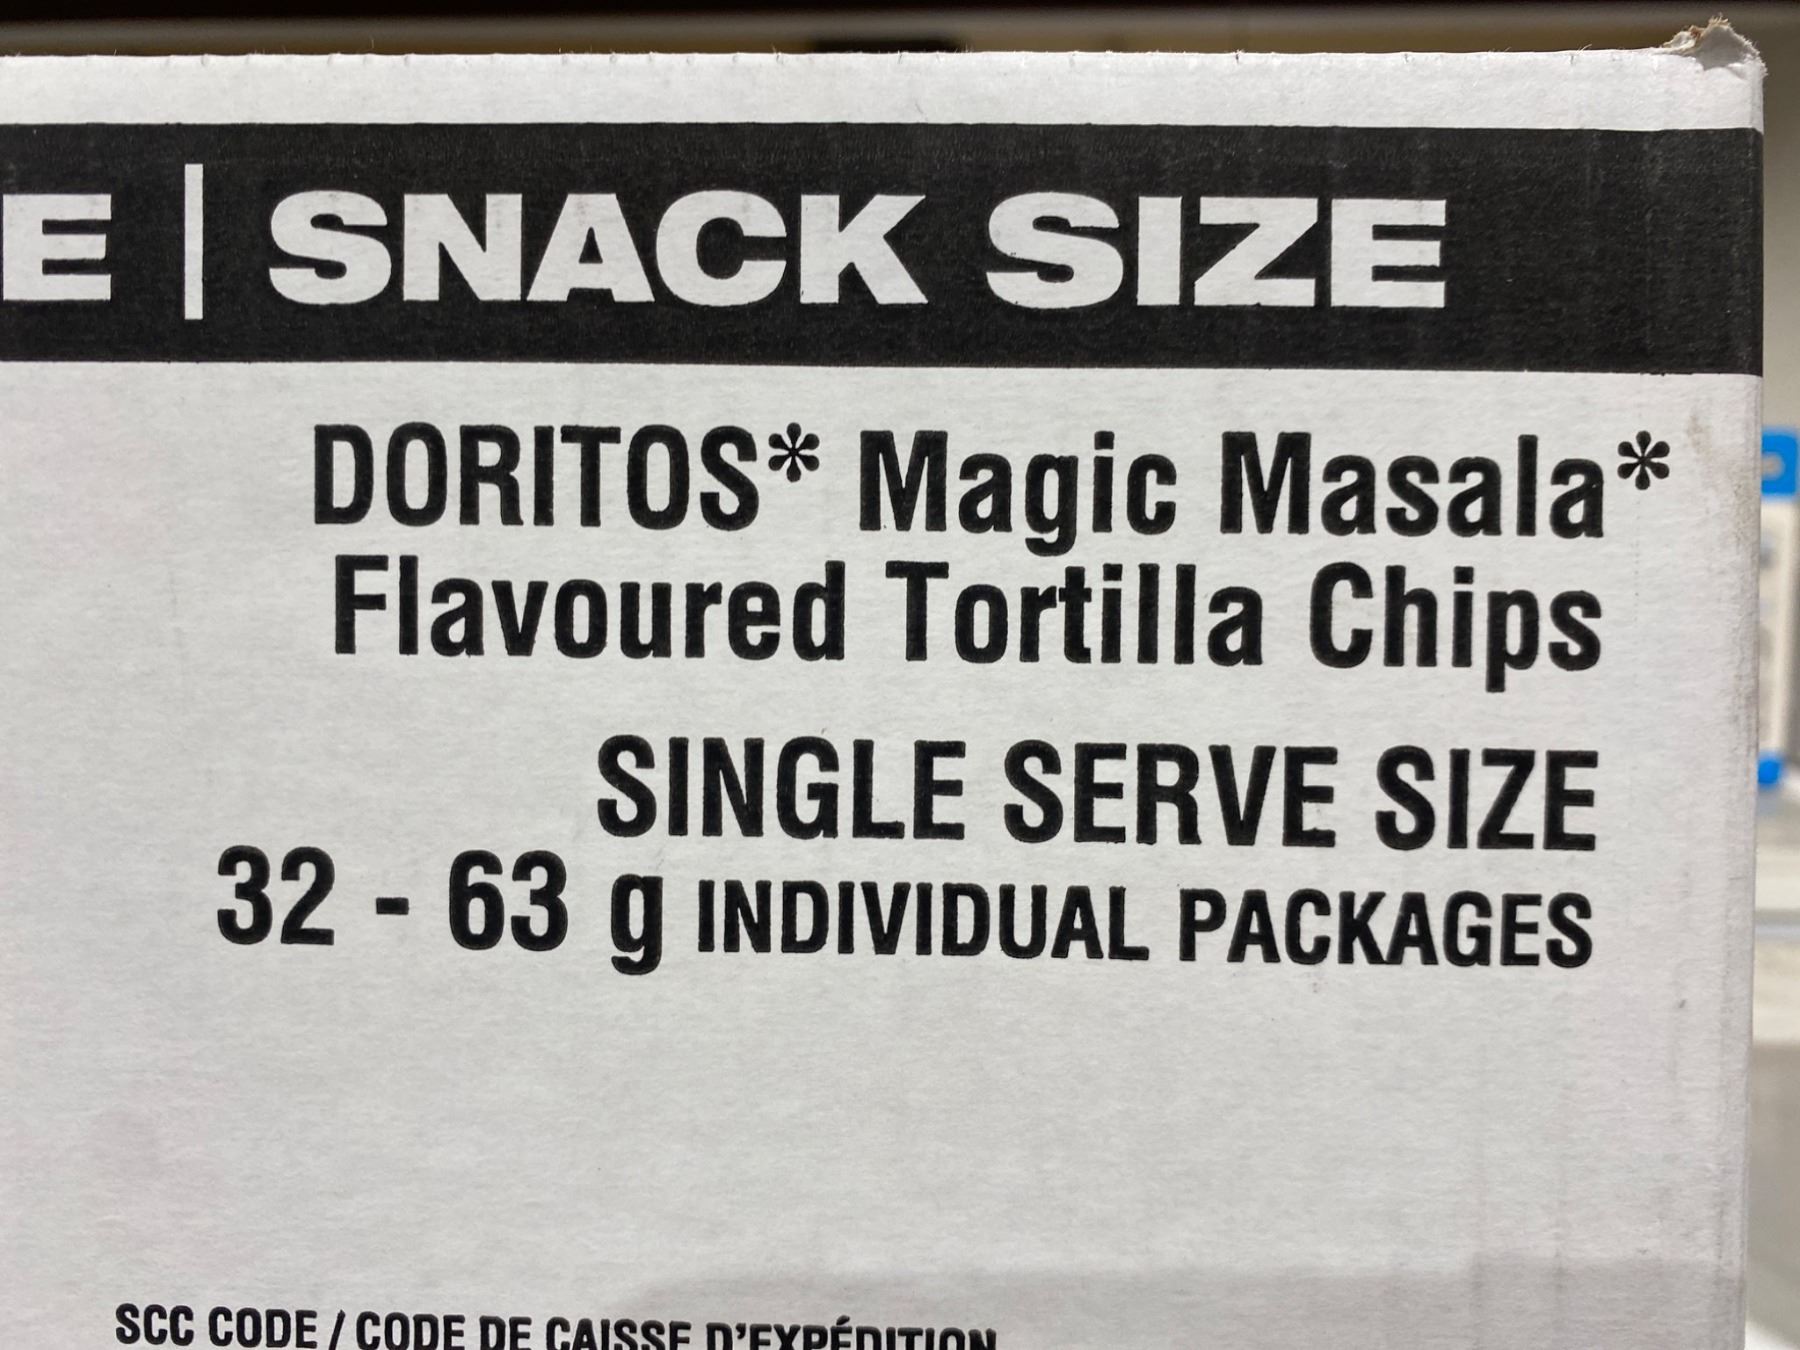 E | SNACK SIZE
DORITOS* Magic Masala*
Flavoured Tortilla Chips
SINGLE SERVE SIZE
32 - 63 g INDIVIDUAL PACKAGES
SCC CODE / CODE DE CAISSE D'EXPÉDITION